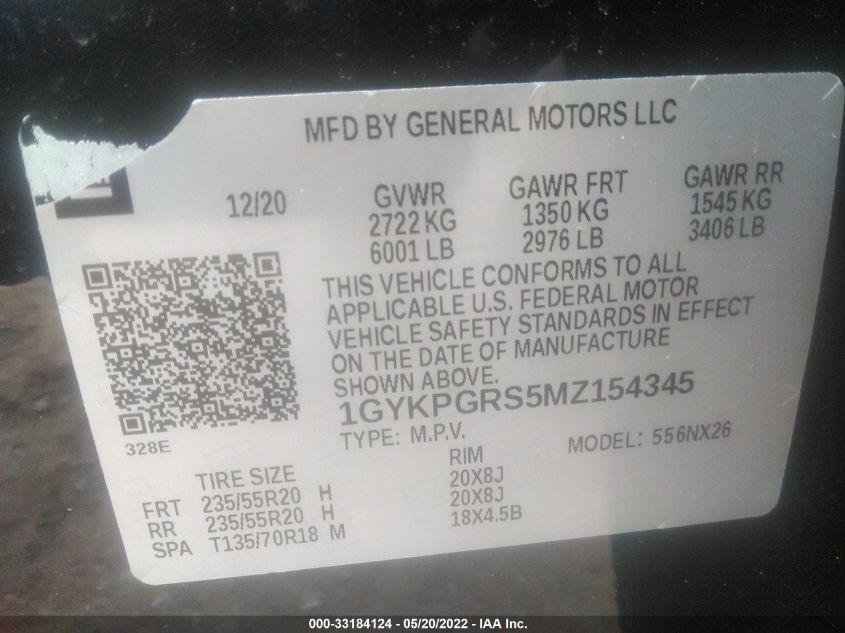 MFD BY GENERAL MOTORS LLC
12/20
GVWR
2722 KG
6001 LB
GAWR FRT
1350 KG
2976 LB
GAWR RR
1545 KG
3406 LB
THIS VEHICLE CONFORMS TO ALL
APPLICABLE U.S. FEDERAL MOTOR
VEHICLE SAFETY STANDARDS IN EFFECT
ON THE DATE OF MANUFACTURE
SHOWN ABOVE.
1GYKPGRS5MZ154345
TYPE: M.P.V.
MODEL: 556NX26
328E
TIRE SIZE RIM
FRT 235/55R20 H 20X8J
RR 235/55R20 H 20X8J
SPA T135/70R18 M 18X4.5B
000-33184124 - 05/20/2022 - IAA Inc.